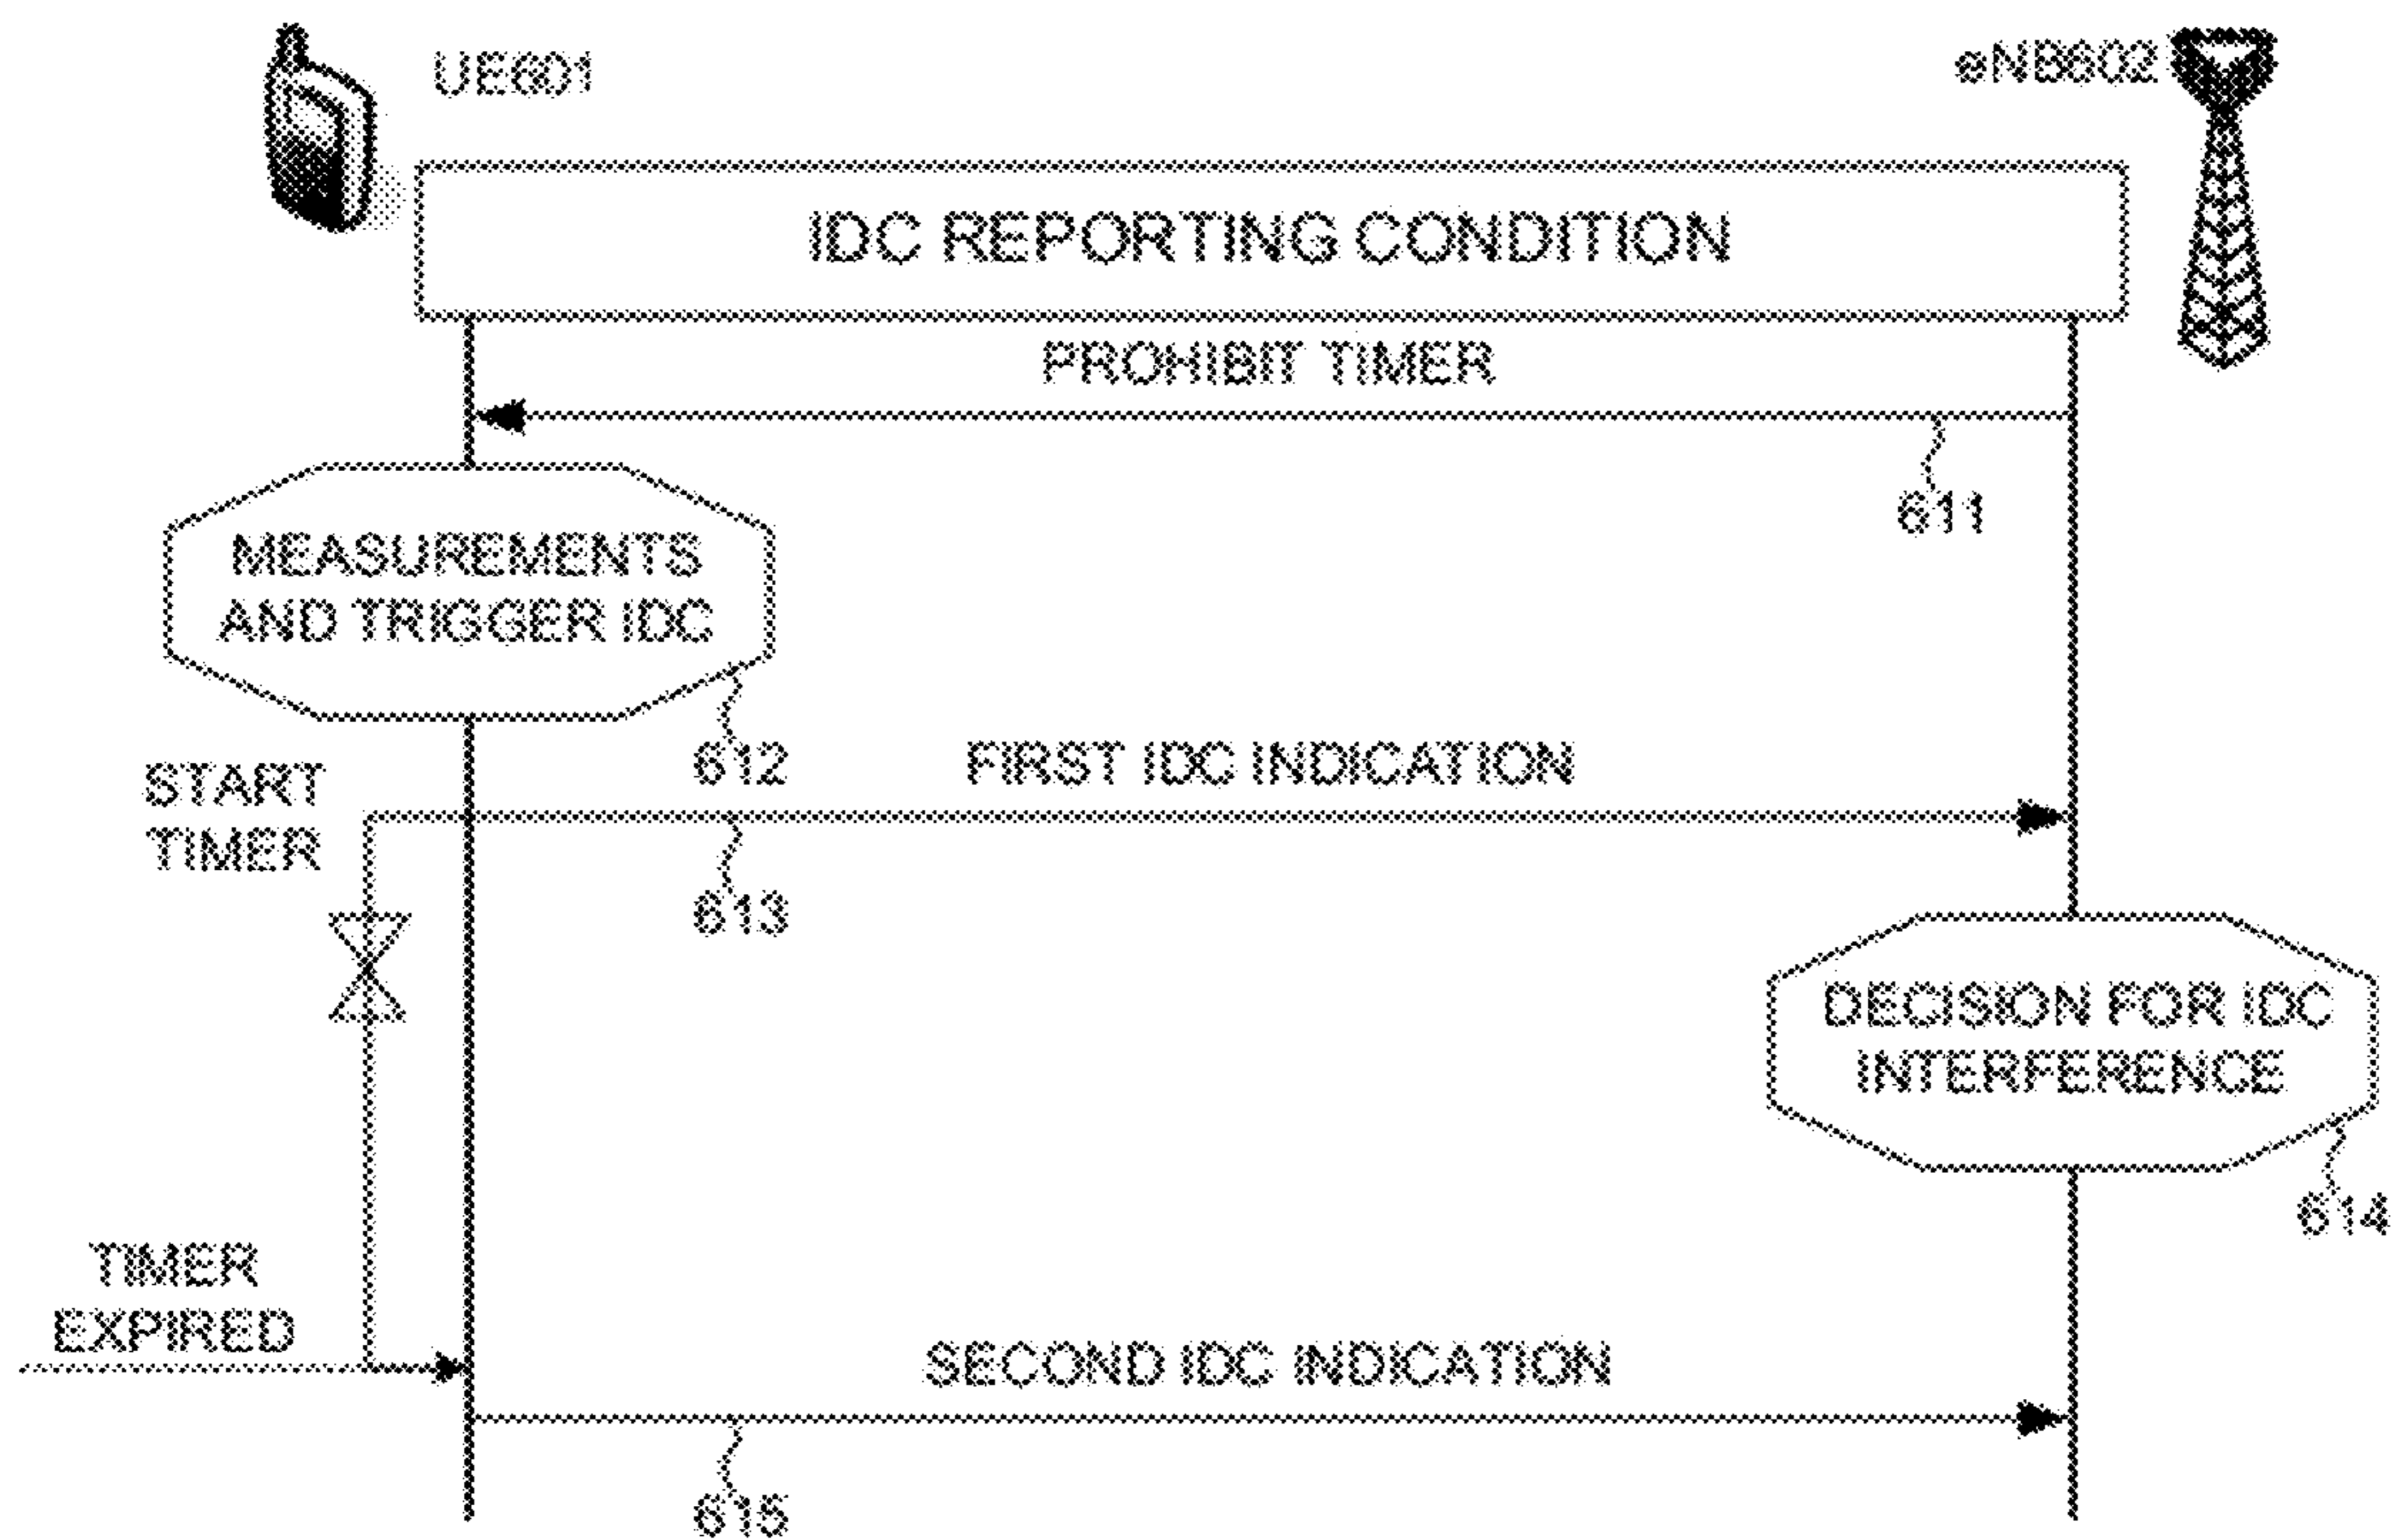 UE601
eNB602
IDC REPORTING CONDITION
PROHIBIT TIMER
611
MEASUREMENTS
AND TRIGGER IDC
612
START
TIMER
FIRST IDC INDICATION
613
DECISION FOR IDC
INTERFERENCE
614
TIMER
EXPIRED
SECOND IDC INDICATION
615